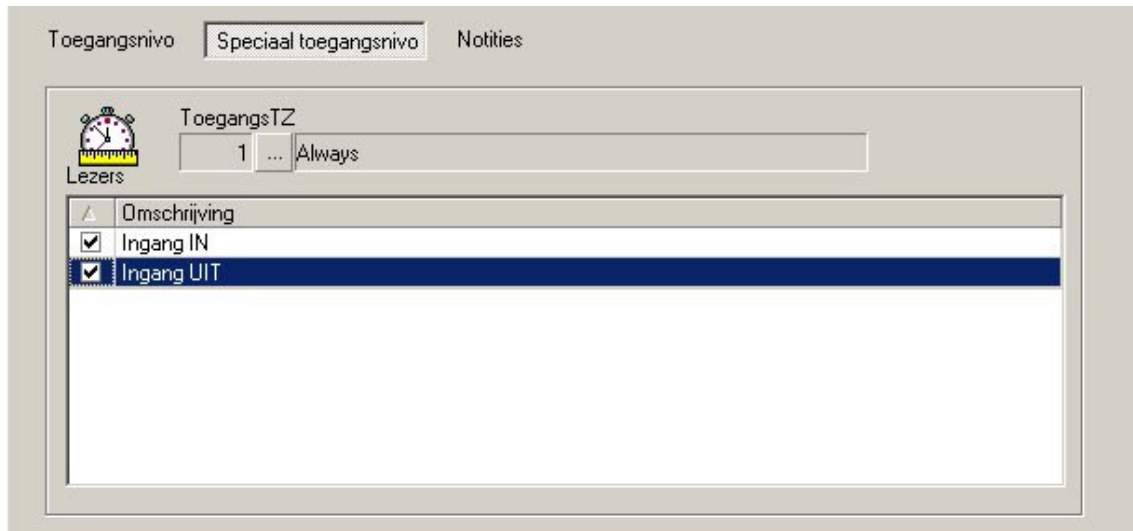 Toegangsnivo Speciaal toegangsnivo Notities
ToegangsTZ
1 ... Always
Lezers
Omschrijving
Ingang IN
Ingang UIT